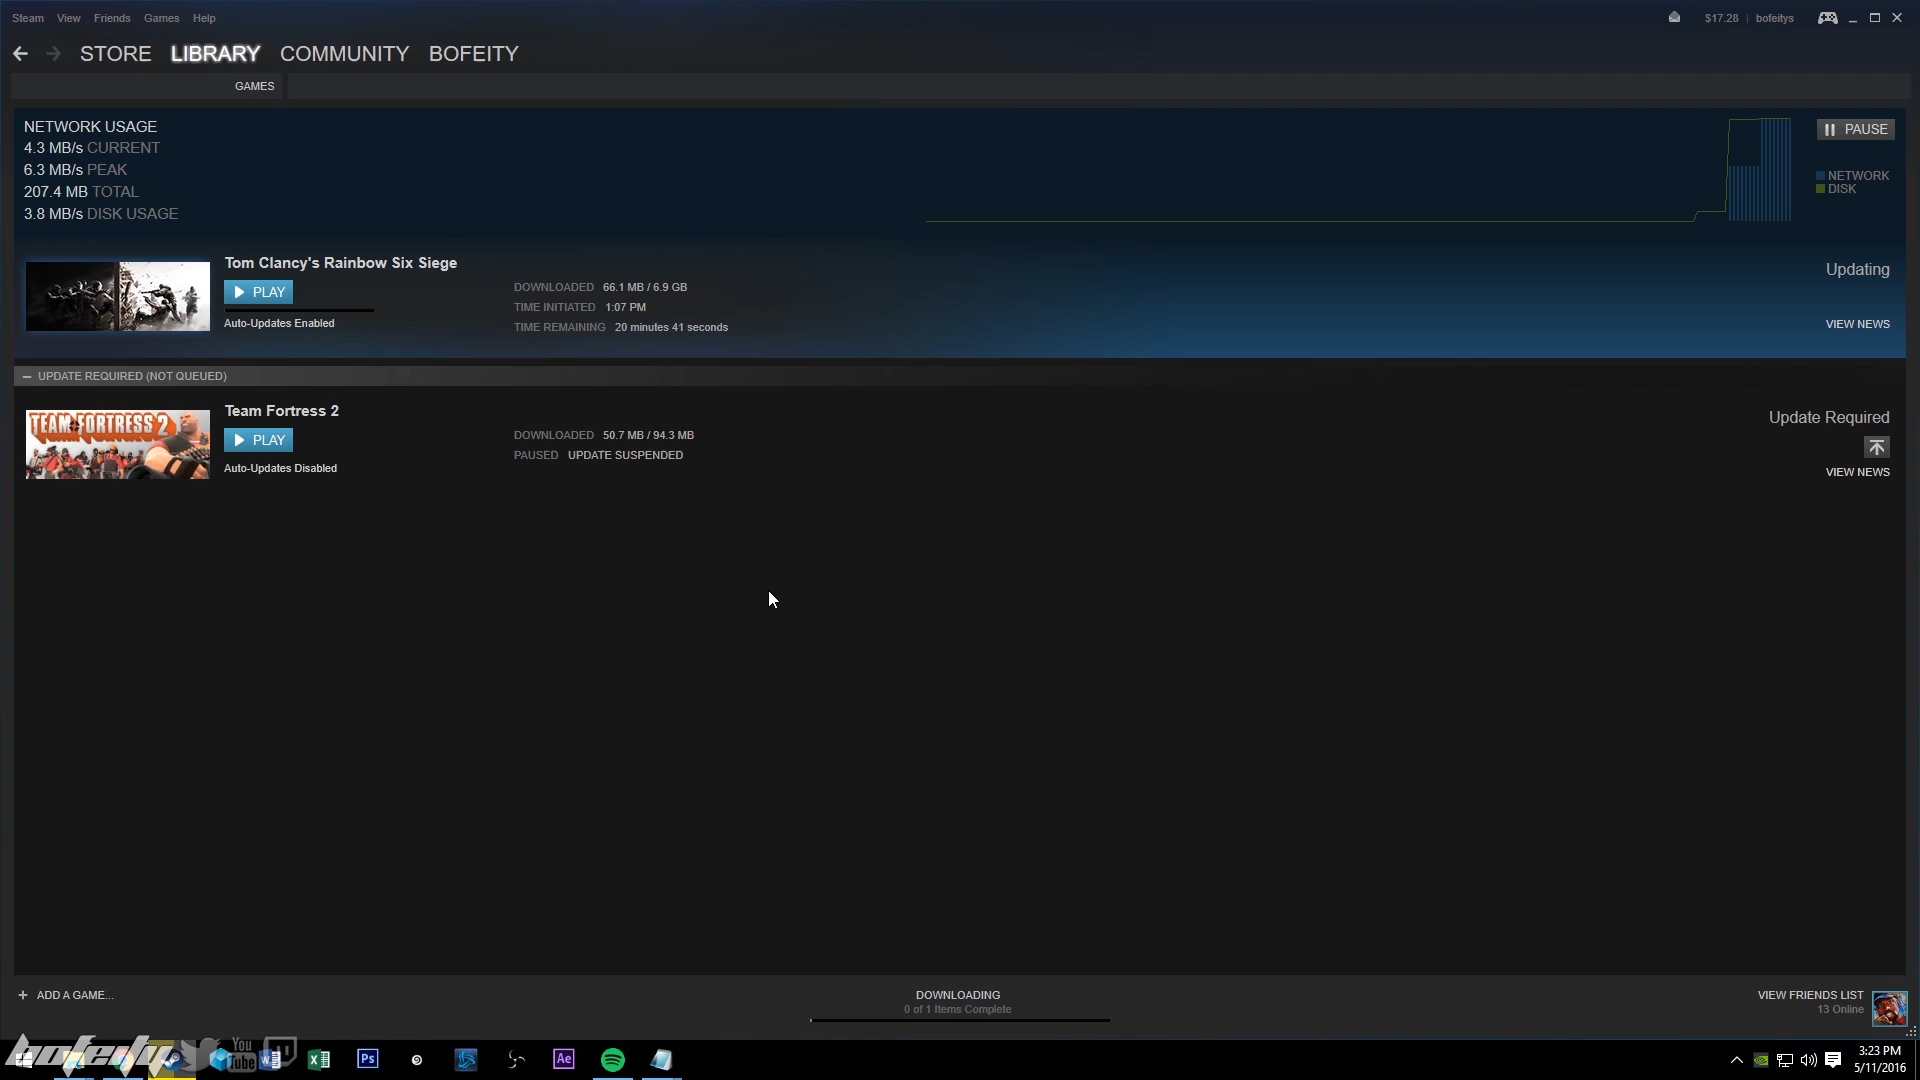 Steam View Friends Games Help
$17.28 | bofeitys
STORE LIBRARY COMMUNITY BOFEITY
GAMES
NETWORK USAGE
4.3 MB/s CURRENT
6.3 MB/s PEAK
207.4 MB TOTAL
3.8 MB/s DISK USAGE
PAUSE
NETWORK
DISK
Tom Clancy's Rainbow Six Siege
PLAY
Auto-Updates Enabled
DOWNLOADED 66.1 MB / 6.9 GB
TIME INITIATED 1:07 PM
TIME REMAINING 20 minutes 41 seconds
Updating
VIEW NEWS
UPDATE REQUIRED (NOT QUEUED)
TEAM FORTRESS 2
Team Fortress 2
PLAY
Auto-Updates Disabled
DOWNLOADED 50.7 MB / 94.3 MB
PAUSED UPDATE SUSPENDED
Update Required
VIEW NEWS
+ ADD A GAME...
DOWNLOADING
0 of 1 Items Complete
VIEW FRIENDS LIST
13 Online
bofeity
You Tube
Ps
Ae
3:23 PM
5/11/2016